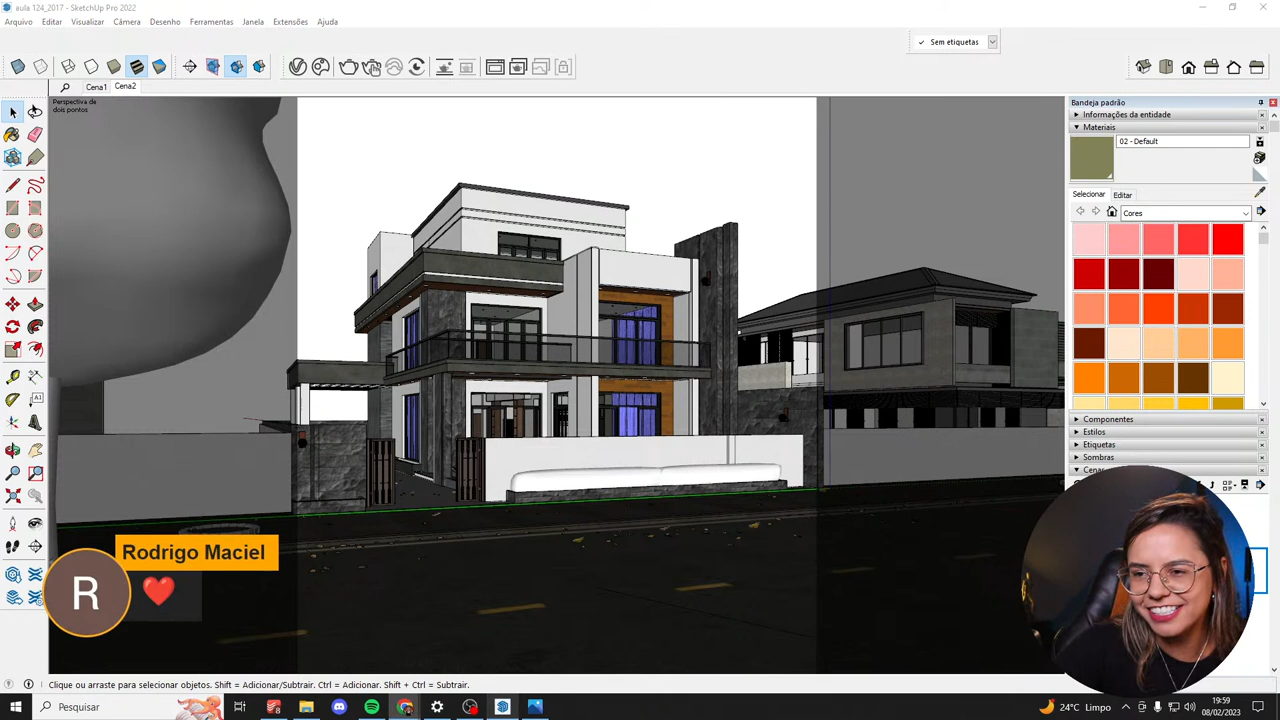 aula 124_2017 - SketchUp Pro 2022
Arquivo Editar Visualizar Câmera Desenho Ferramentas Janela Extensões Ajuda
Sem etiquetas
Cena1 Cena2
Perspectiva de
dois pontos
Bandeja padrão
Informações da entidade
Materiais
02 - Default
Selecionar Editar
Cores
Componentes
Estilos
Etiquetas
Sombras
Cenas
Rodrigo Maciel
R
Clique ou arraste para selecionar objetos. Shift = Adicionar/Subtrair. Ctrl = Adicionar. Shift + Ctrl = Subtrair.
Pesquisar
24°C Limpo
19:59
08/02/2023